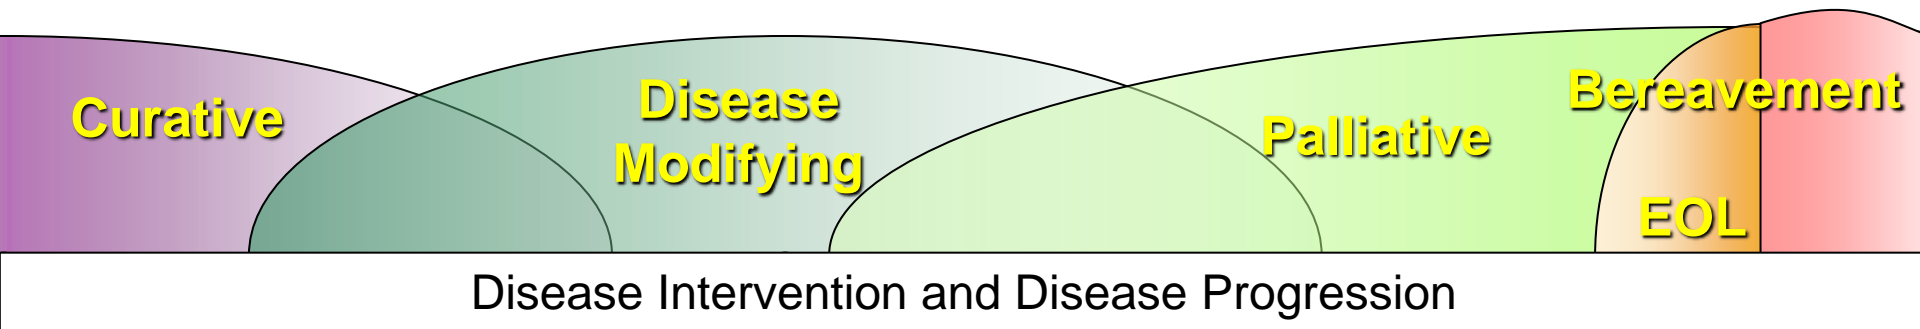 Curative
Disease
Modifying
Palliative
Bereavement
EOL
Disease Intervention and Disease Progression